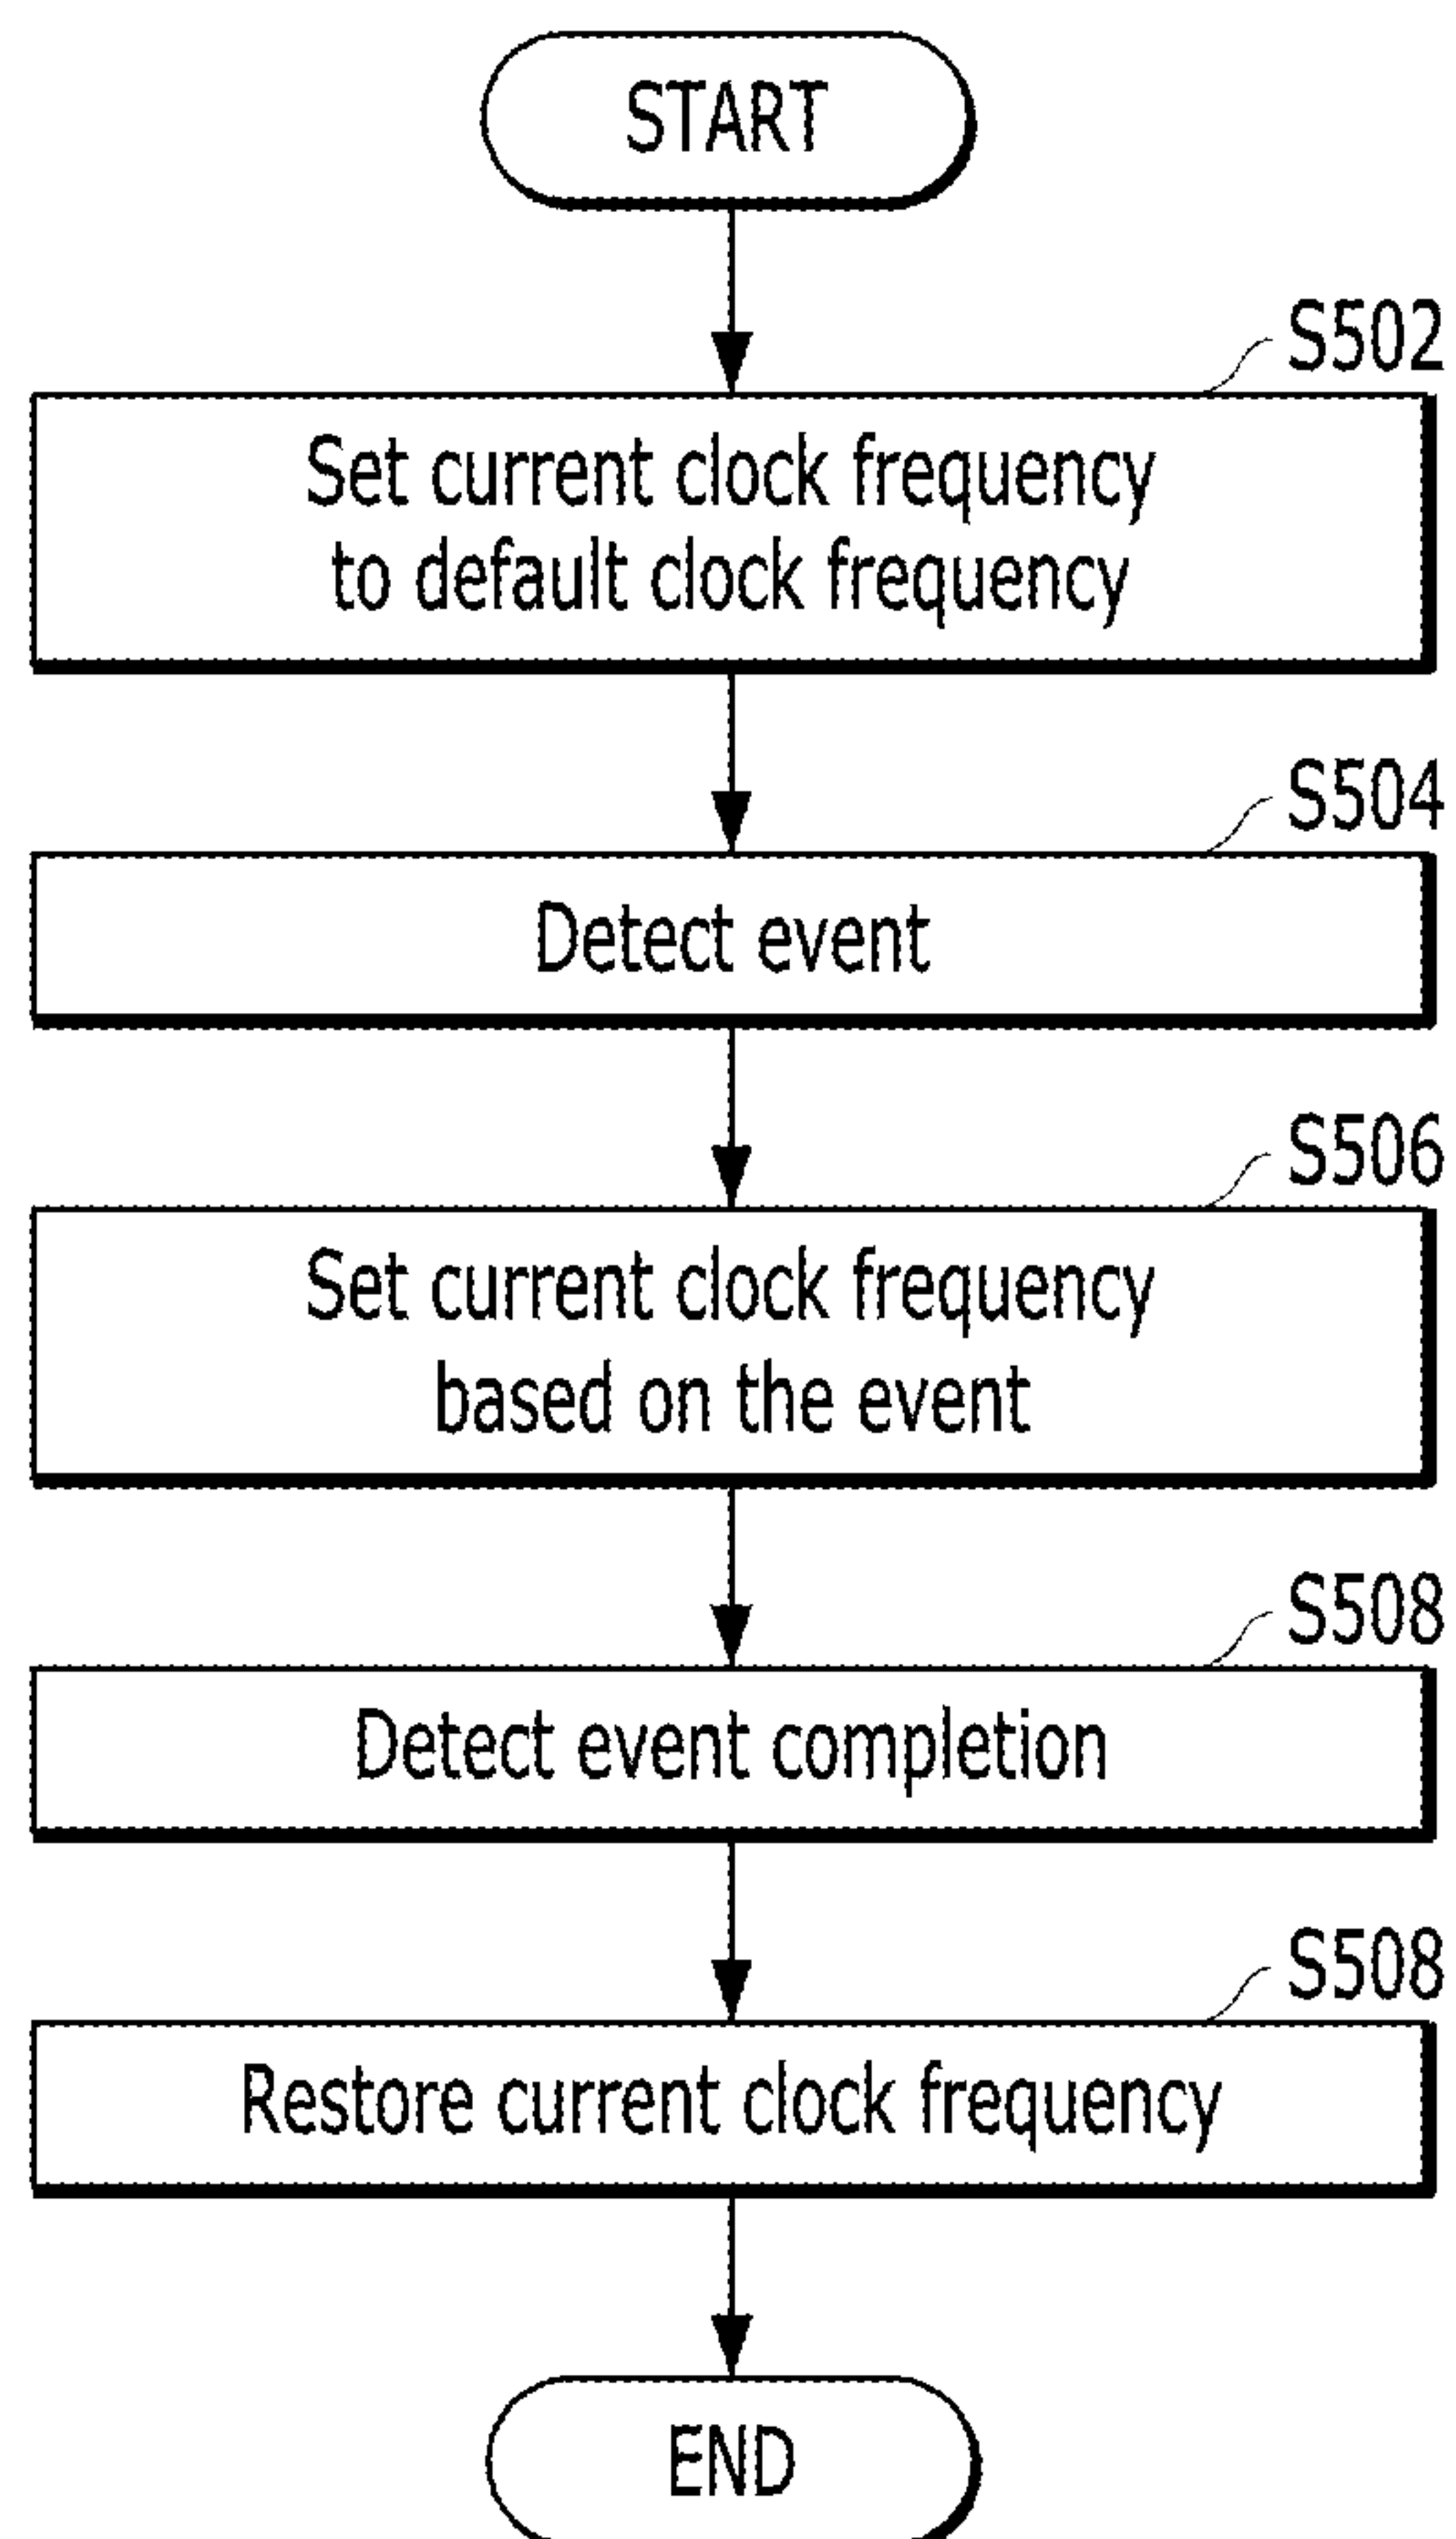 START
S502
Set current clock frequency
to default clock frequency
S504
Detect event
S506
Set current clock frequency
based on the event
S508
Detect event completion
S508
Restore current clock frequency
END